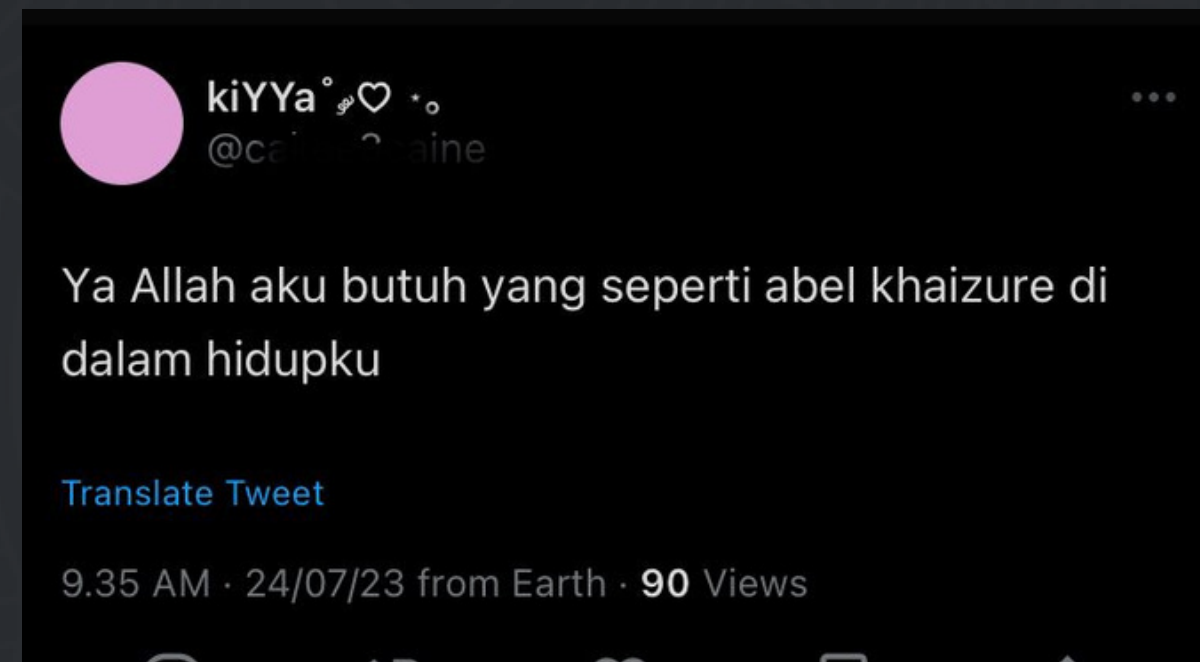 kiYYa˚༘♡ ⋆｡
Ya Allah aku butuh yang seperti abel khaizure di
dalam hidupku
Translate Tweet
9.35 AM · 24/07/23 from Earth · 90 Views